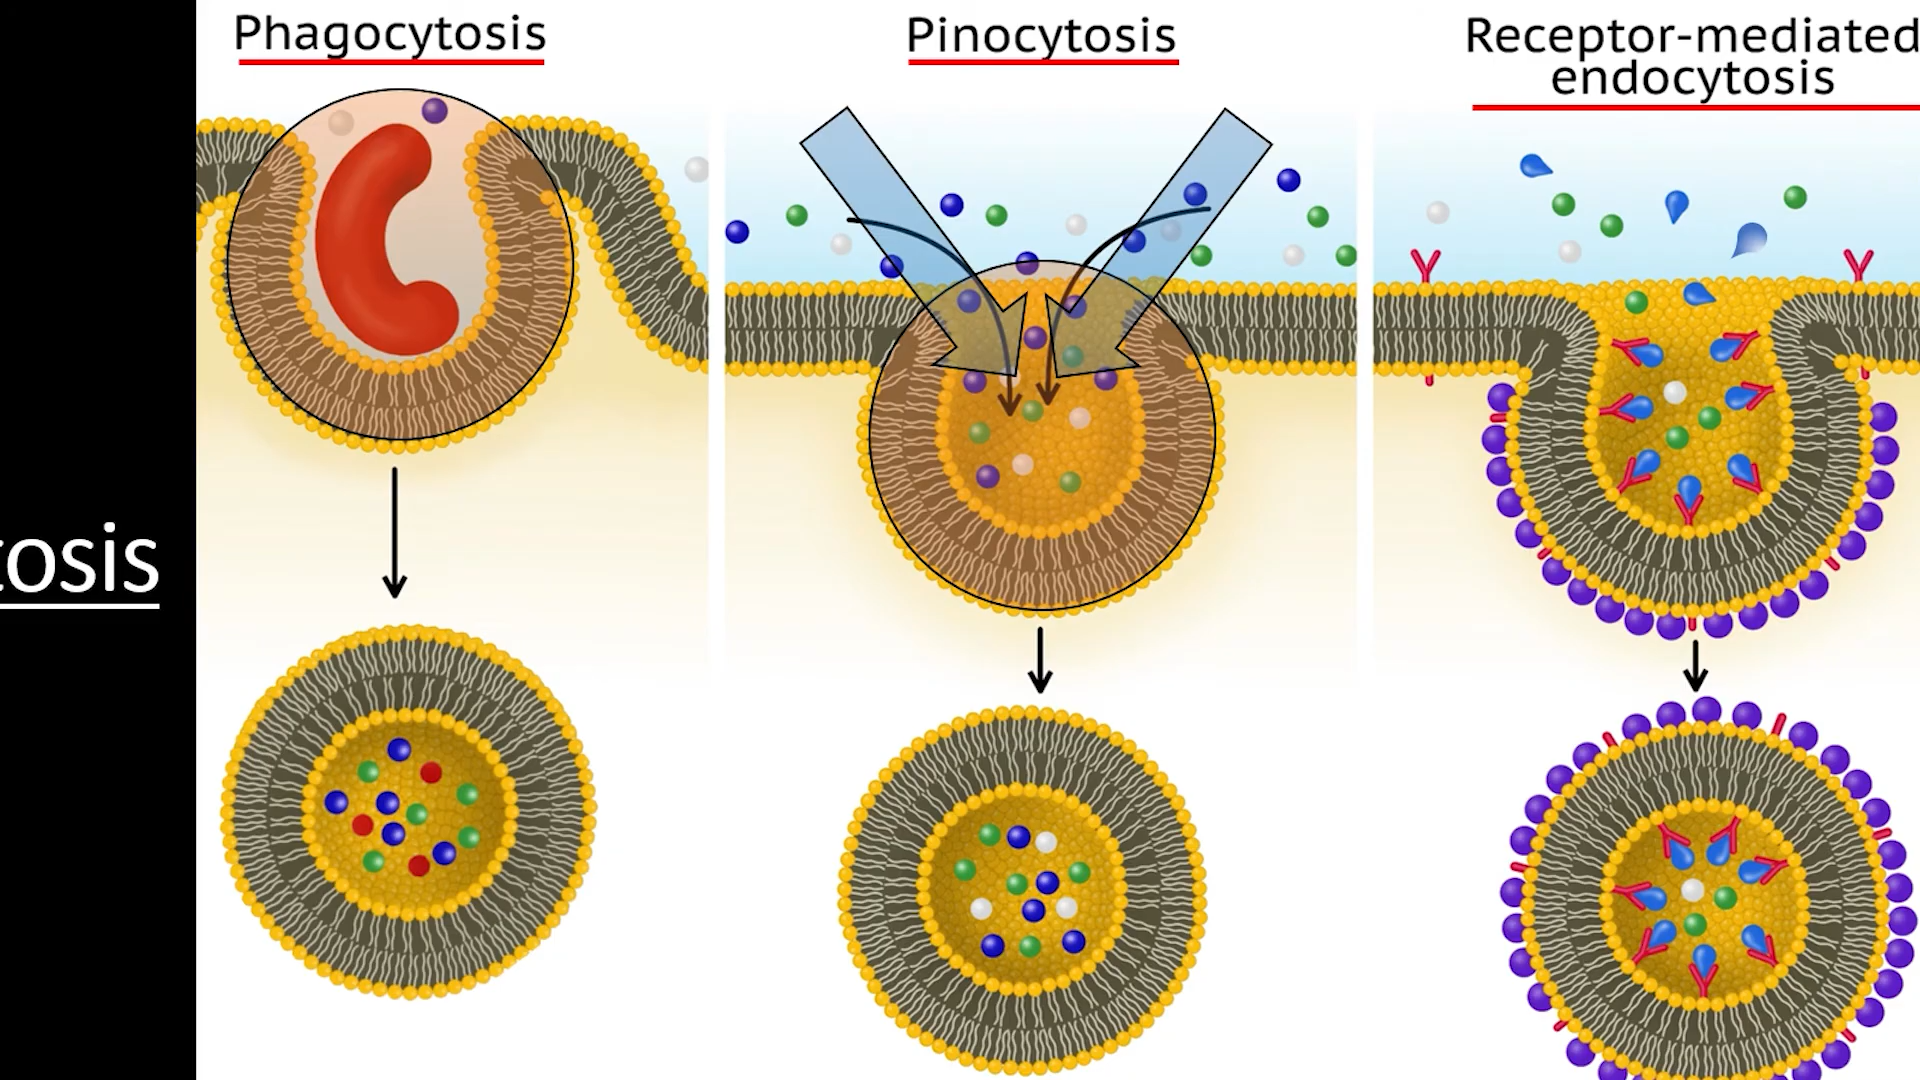 Phagocytosis
Pinocytosis
Receptor-mediated
endocytosis
tosis